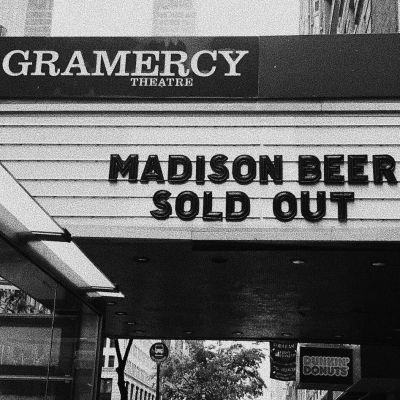 GRAMERCY
THEATRE
MADISON BEER
SOLD OUT
DUNKIN'
DONUTS